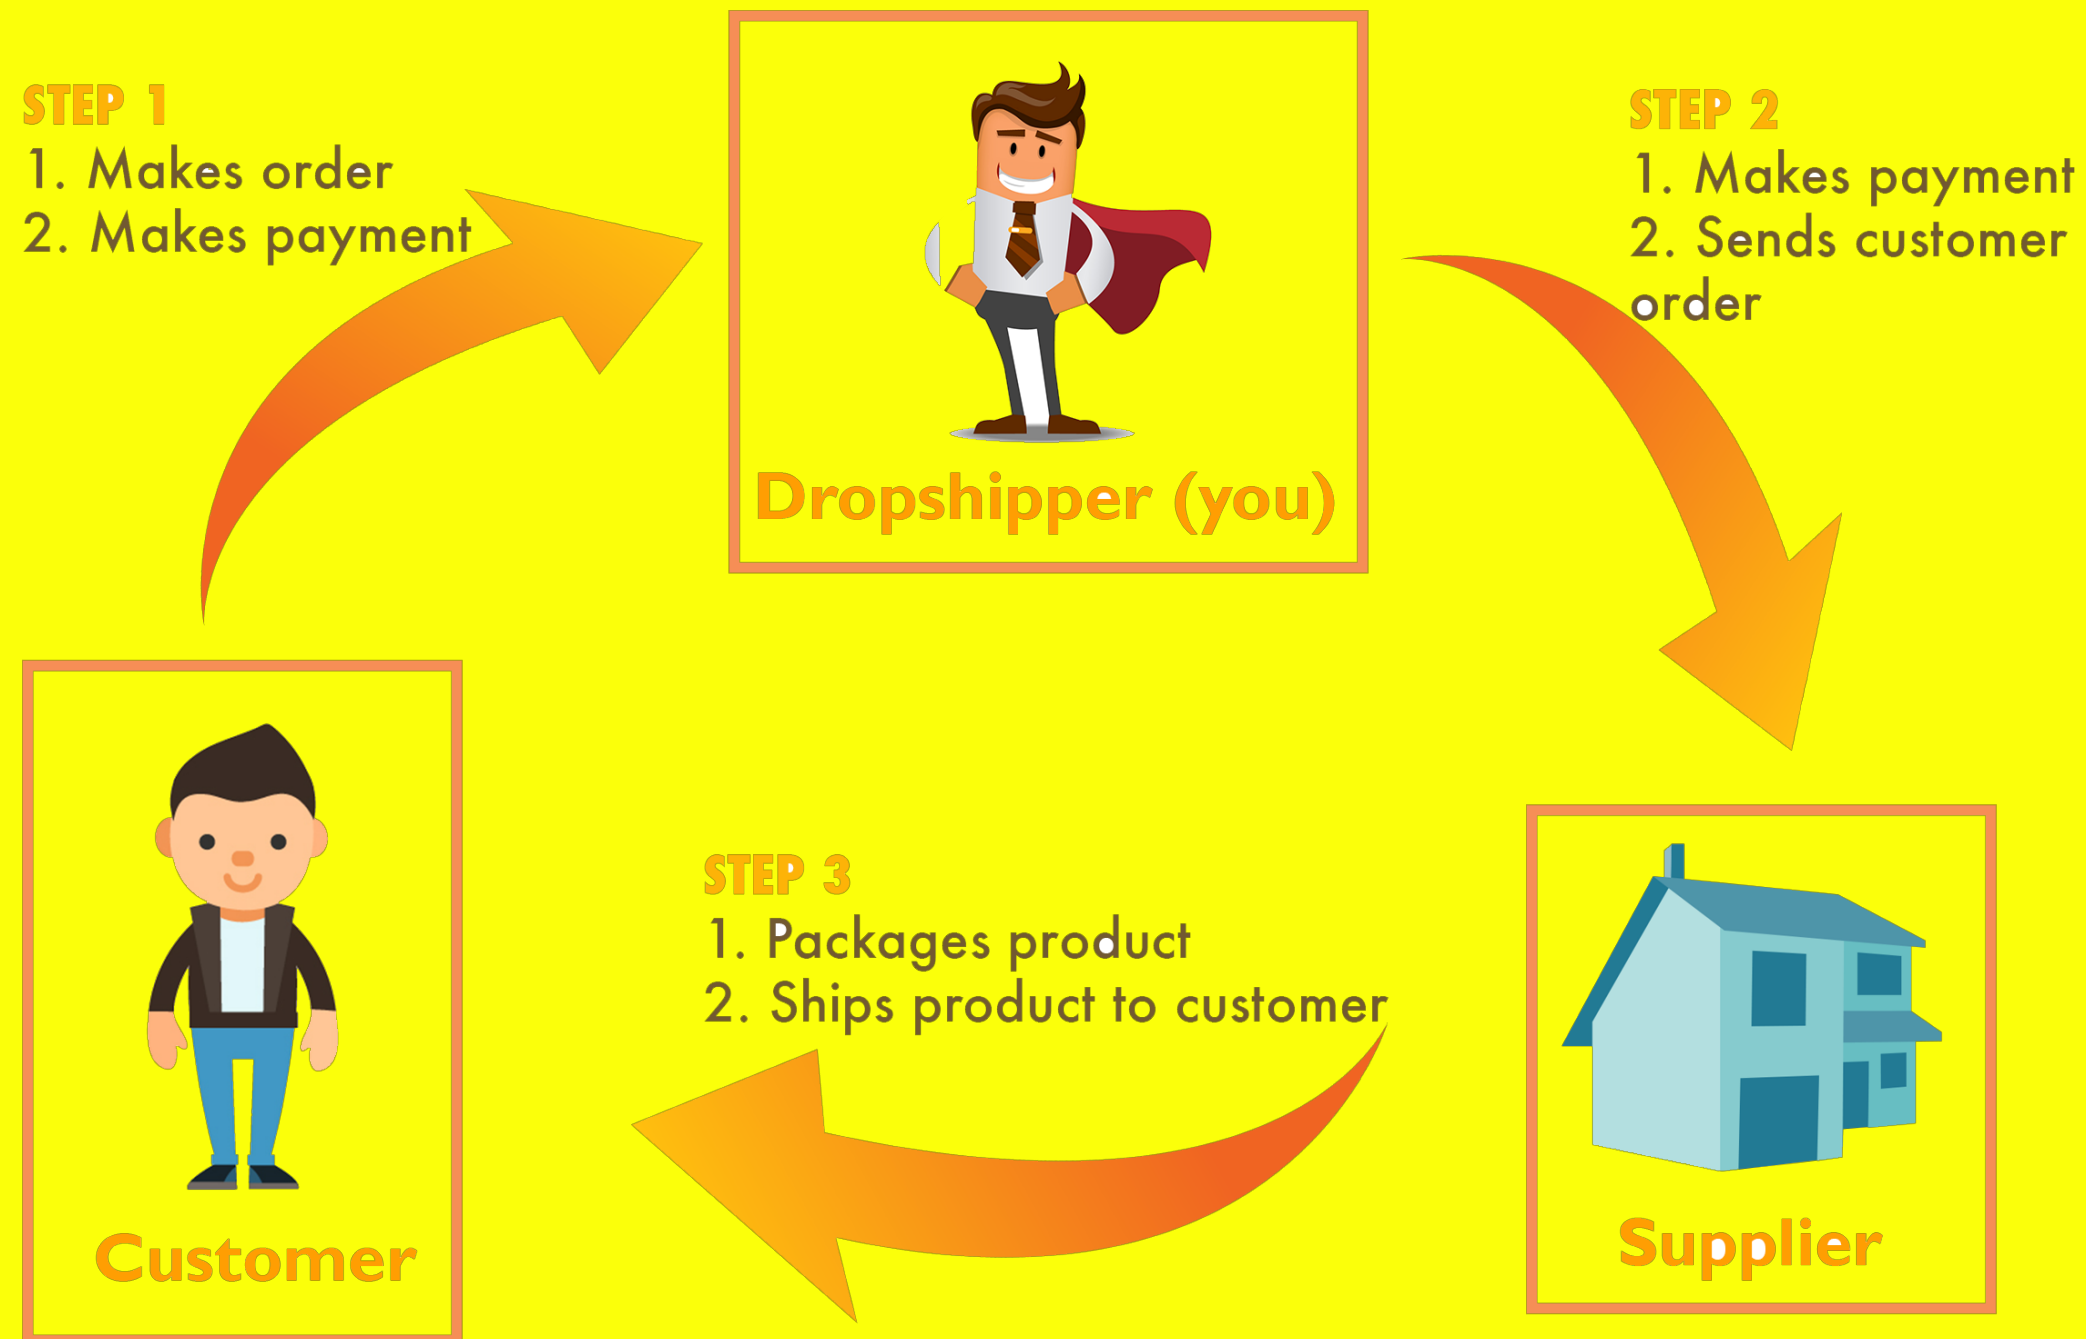 STEP 1
1. Makes order
2. Makes payment
Dropshipper (you)
STEP 2
1. Makes payment
2. Sends customer
order
STEP 3
1. Packages product
2. Ships product to customer
Customer
Supplier